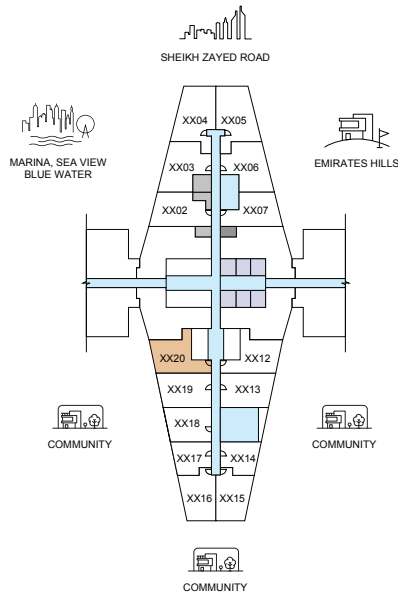 SHEIKH ZAYED ROAD
XX04 XX05
MARINA, SEA VIEW
BLUE WATER
XX03 XX06
EMIRATES HILLS
XX02 XX07
XX20 XX12
XX19 XX13
XX18
COMMUNITY
COMMUNITY
XX17 XX14
XX16 XX15
COMMUNITY